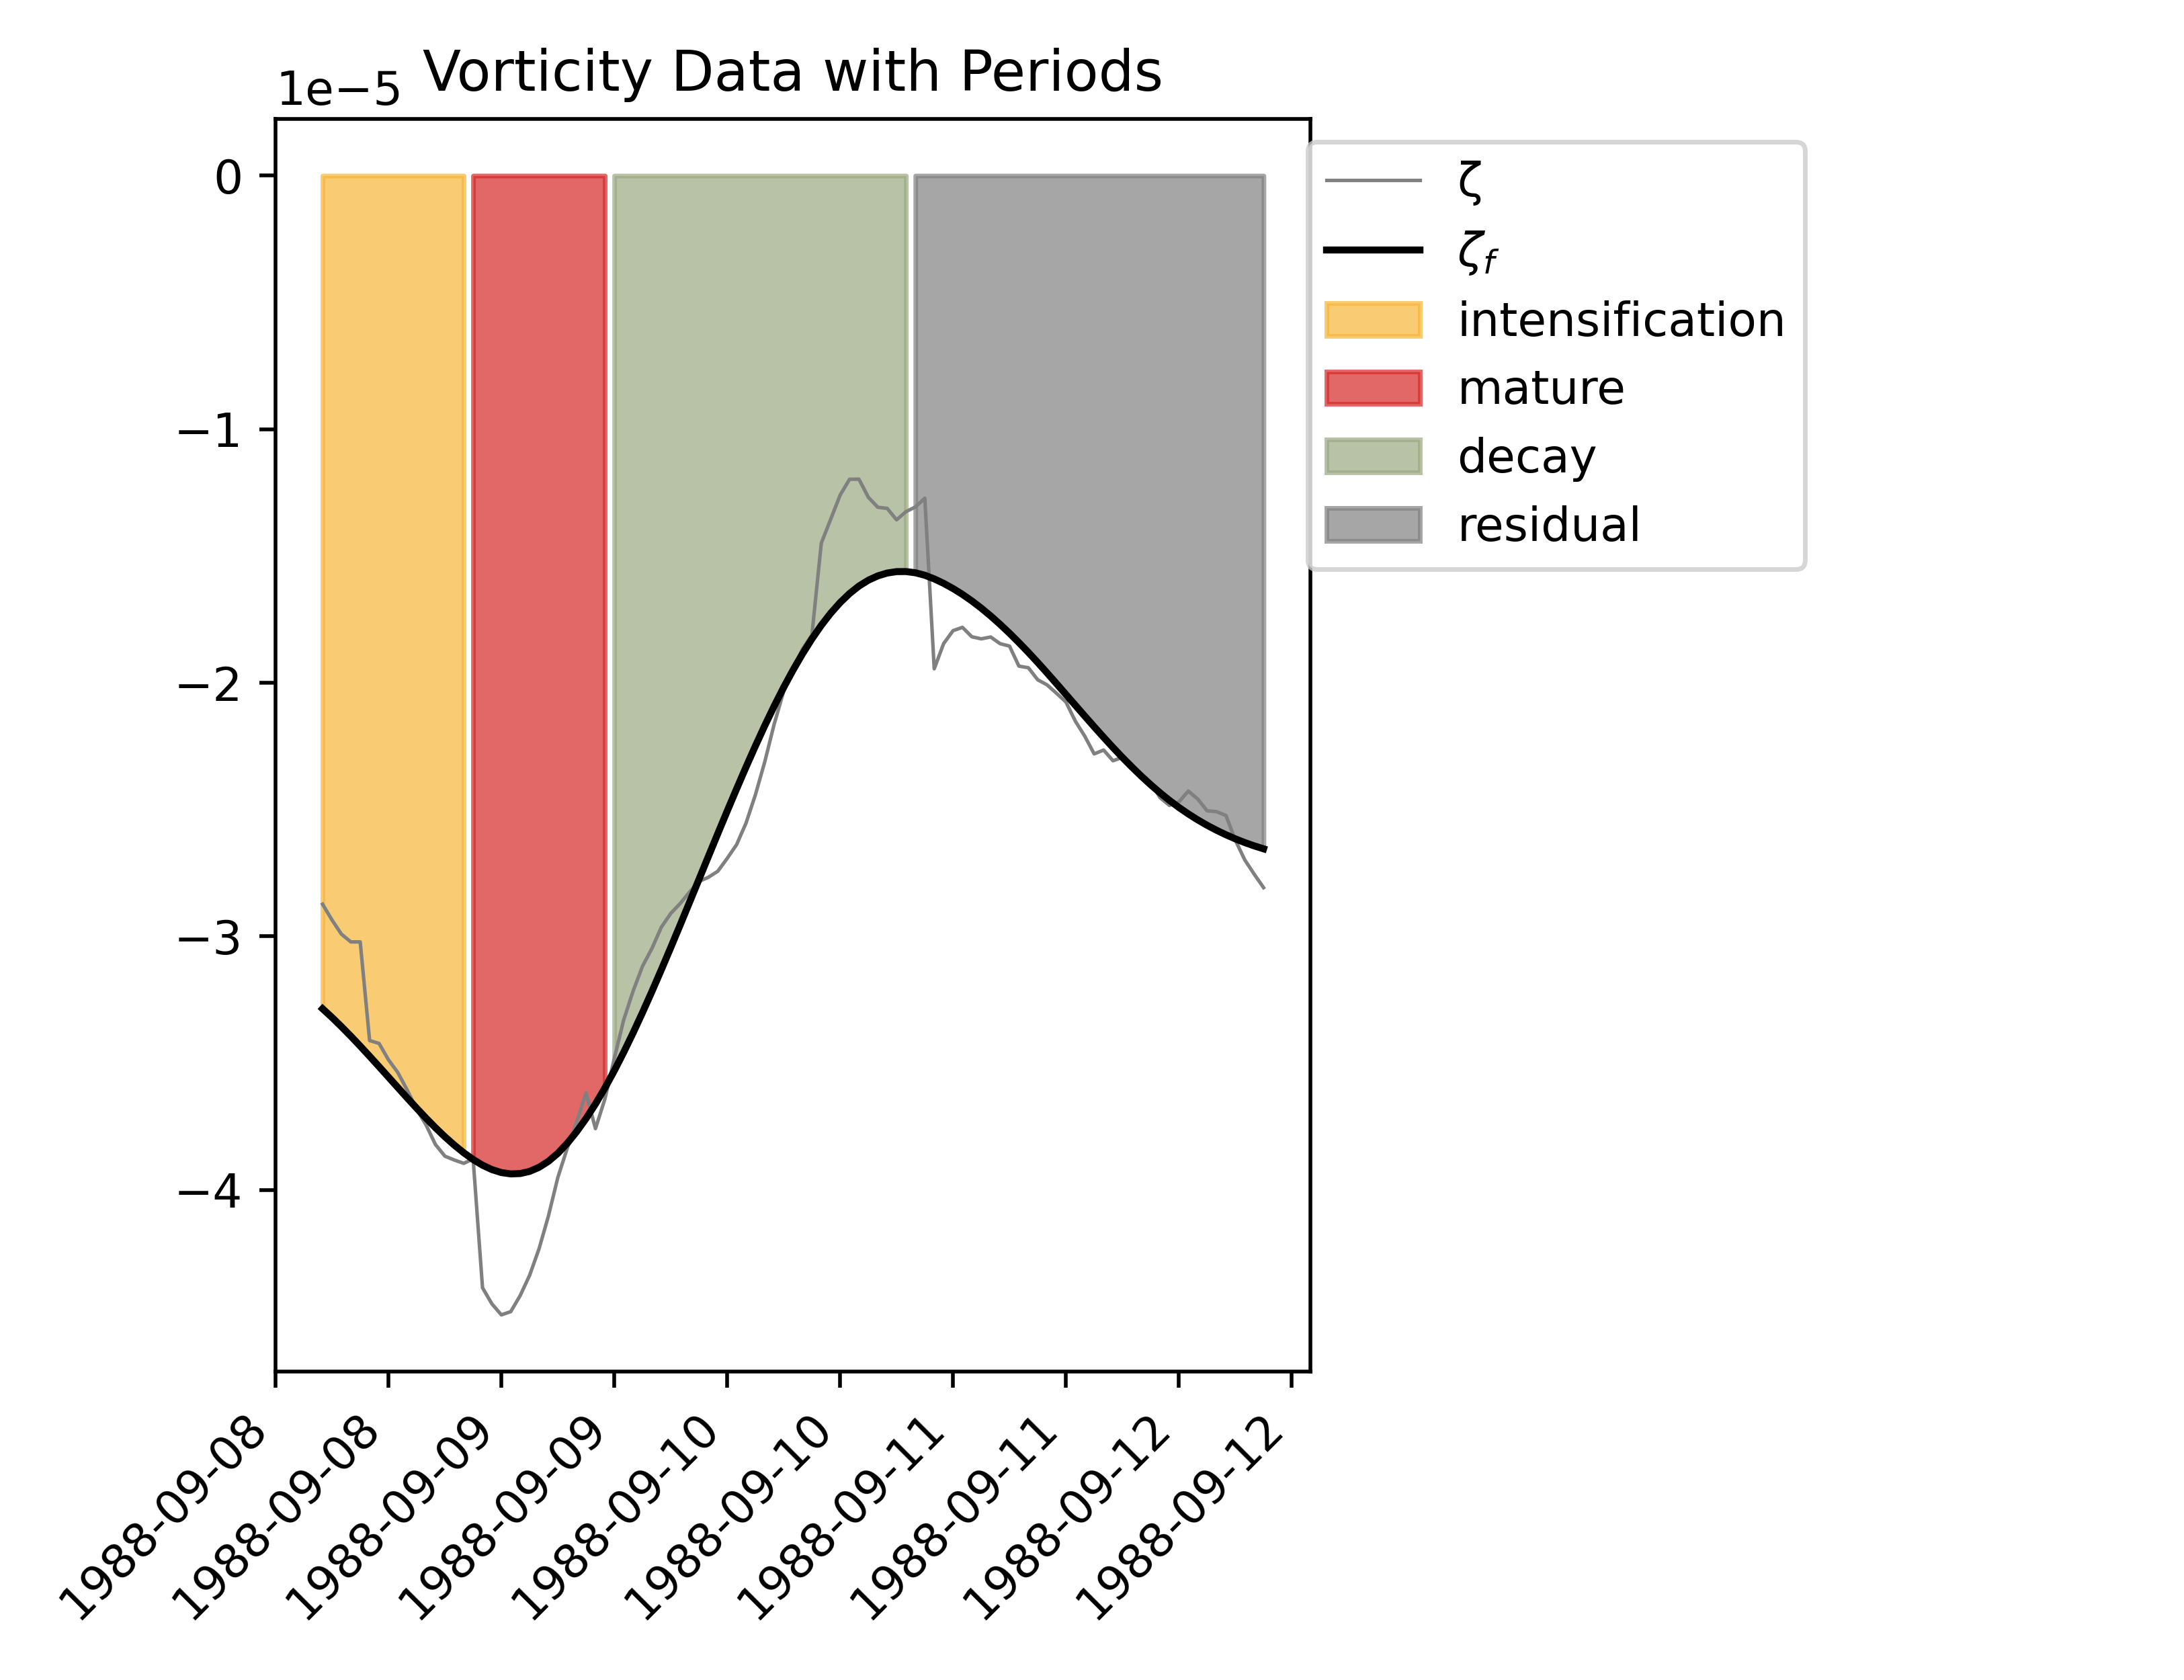 Vorticity Data with Periods
1e−5
0
−1
−2
−3
−4
ζ
ζf
intensification
mature
decay
residual
1988-09-08
1988-09-08
1988-09-09
1988-09-09
1988-09-10
1988-09-10
1988-09-11
1988-09-11
1988-09-12
1988-09-12